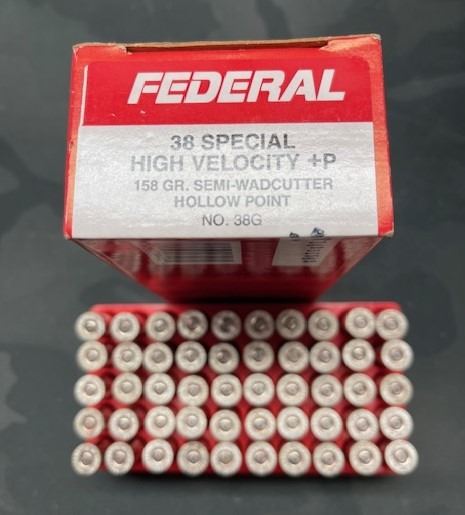 FEDERAL
38 SPECIAL
HIGH VELOCITY +P
158 GR. SEMI-WADCUTTER
HOLLOW POINT
NO. 38G